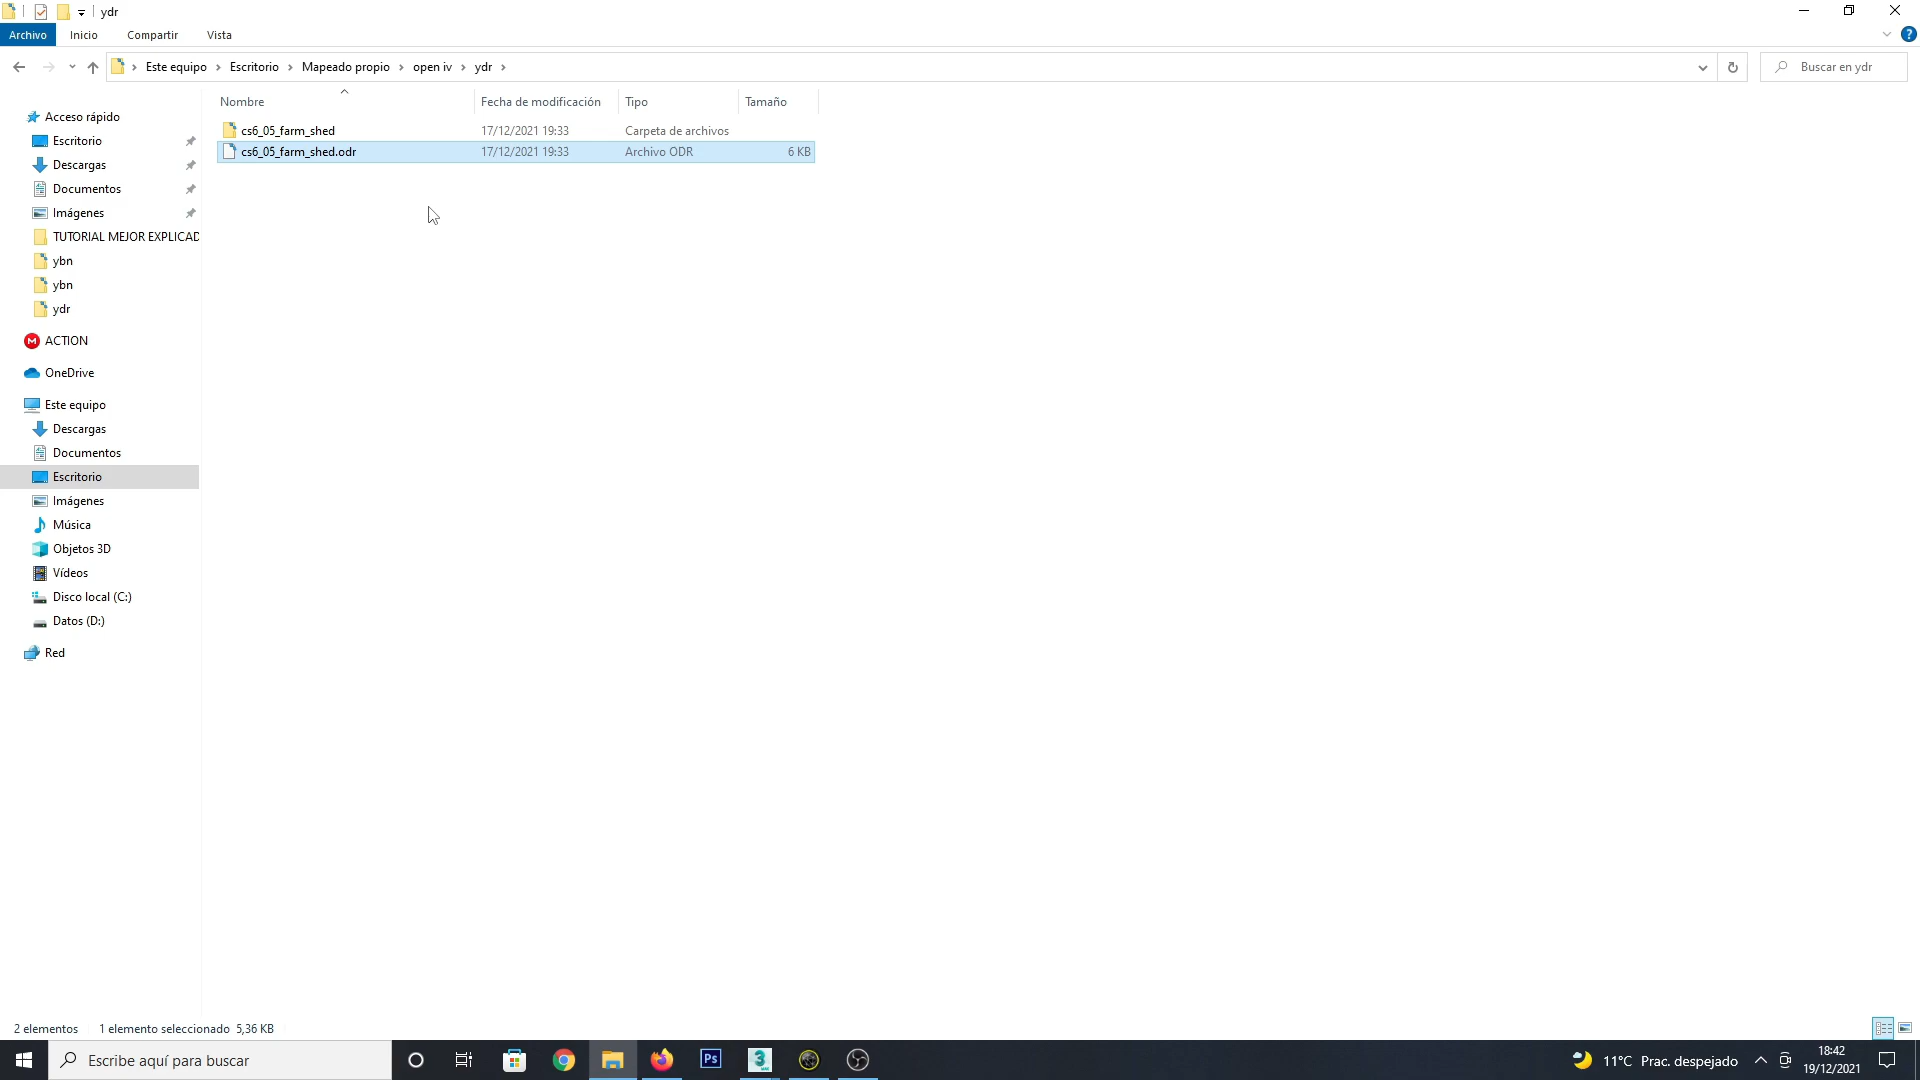 ydr
Archivo Inicio Compartir Vista
Este equipo Escritorio Mapeado propio open iv ydr
Buscar en ydr
Nombre Fecha de modificación Tipo Tamaño
cs6_05_farm_shed 17/12/2021 19:33 Carpeta de archivos
cs6_05_farm_shed.odr 17/12/2021 19:33 Archivo ODR 6 KB
Acceso rápido
Escritorio
Descargas
Documentos
Imágenes
TUTORIAL MEJOR EXPLICAD
ybn
ybn
ydr
ACTION
OneDrive
Este equipo
Descargas
Documentos
Escritorio
Imágenes
Música
Objetos 3D
Vídeos
Disco local (C:)
Datos (D:)
Red
2 elementos 1 elemento seleccionado 5,36 KB
Escribe aquí para buscar
Ps
3
11°C Prac. despejado
18:42
19/12/2021